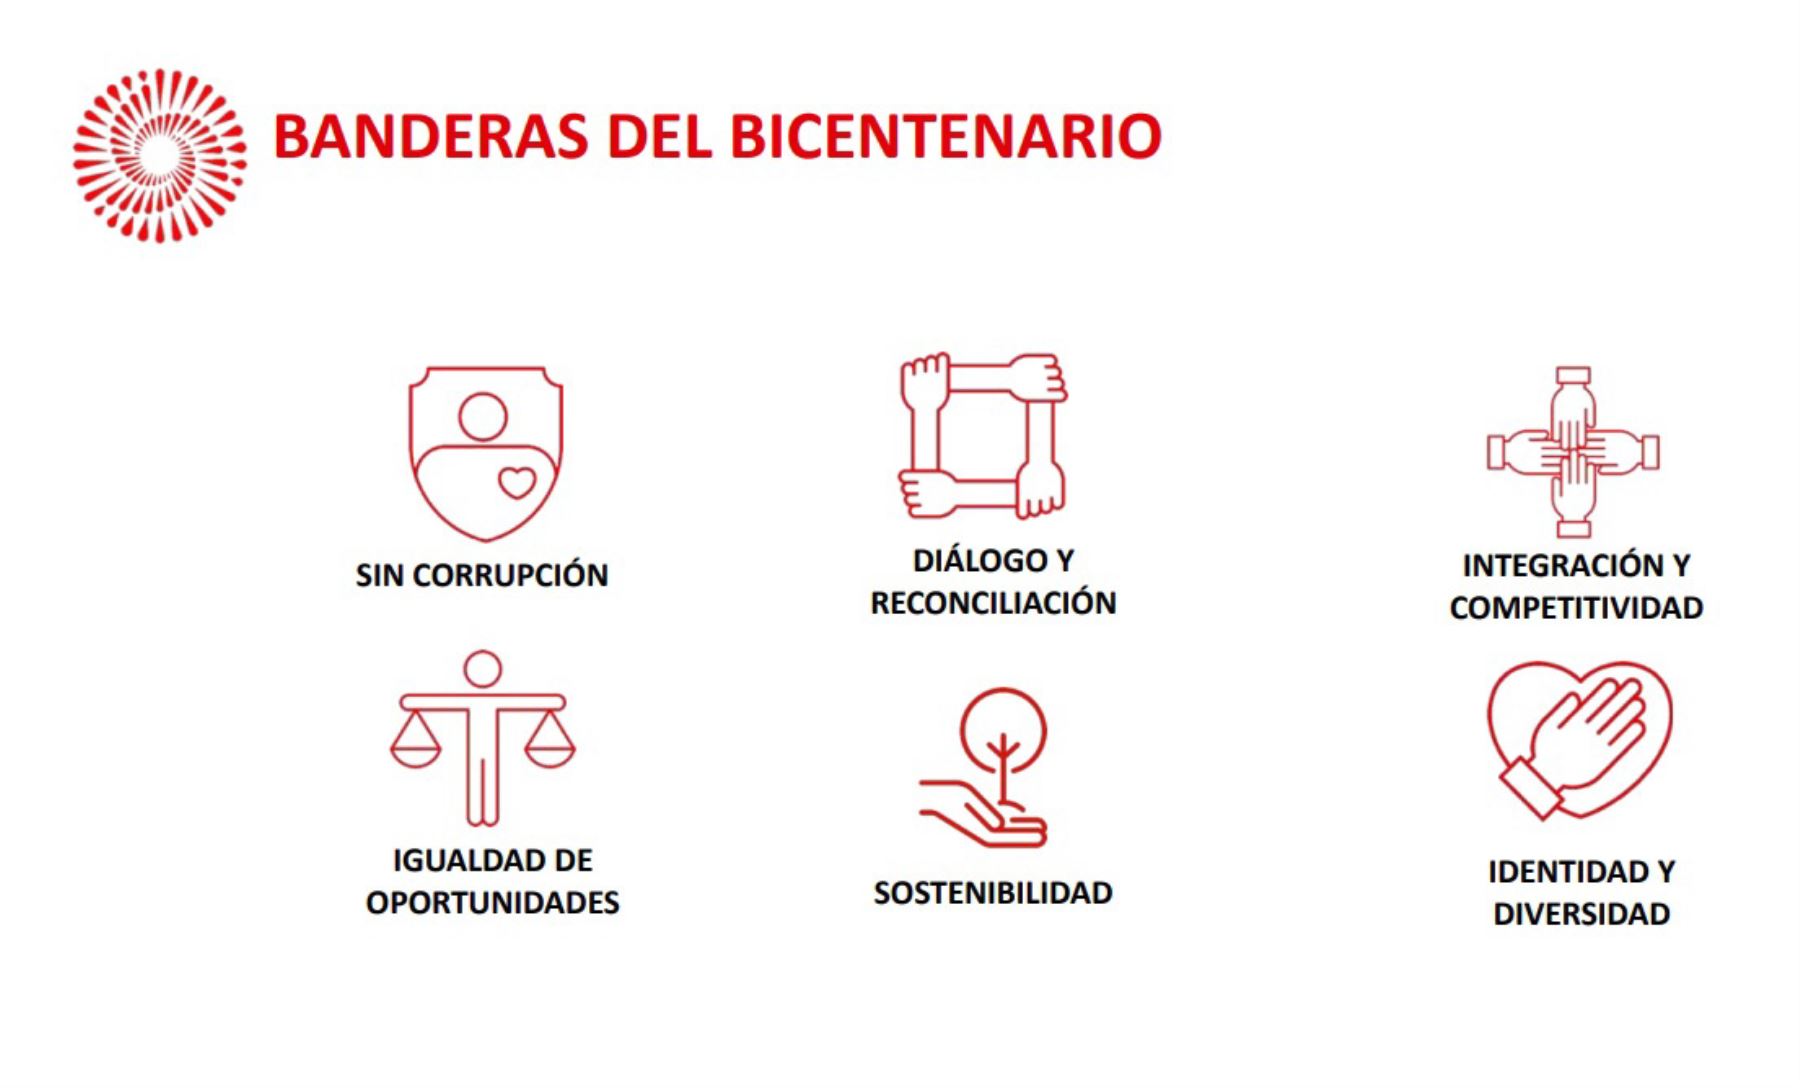 BANDERAS DEL BICENTENARIO
SIN CORRUPCIÓN
DIÁLOGO Y
RECONCILIACIÓN
INTEGRACIÓN Y
COMPETITIVIDAD
IGUALDAD DE
OPORTUNIDADES
SOSTENIBILIDAD
IDENTIDAD Y
DIVERSIDAD